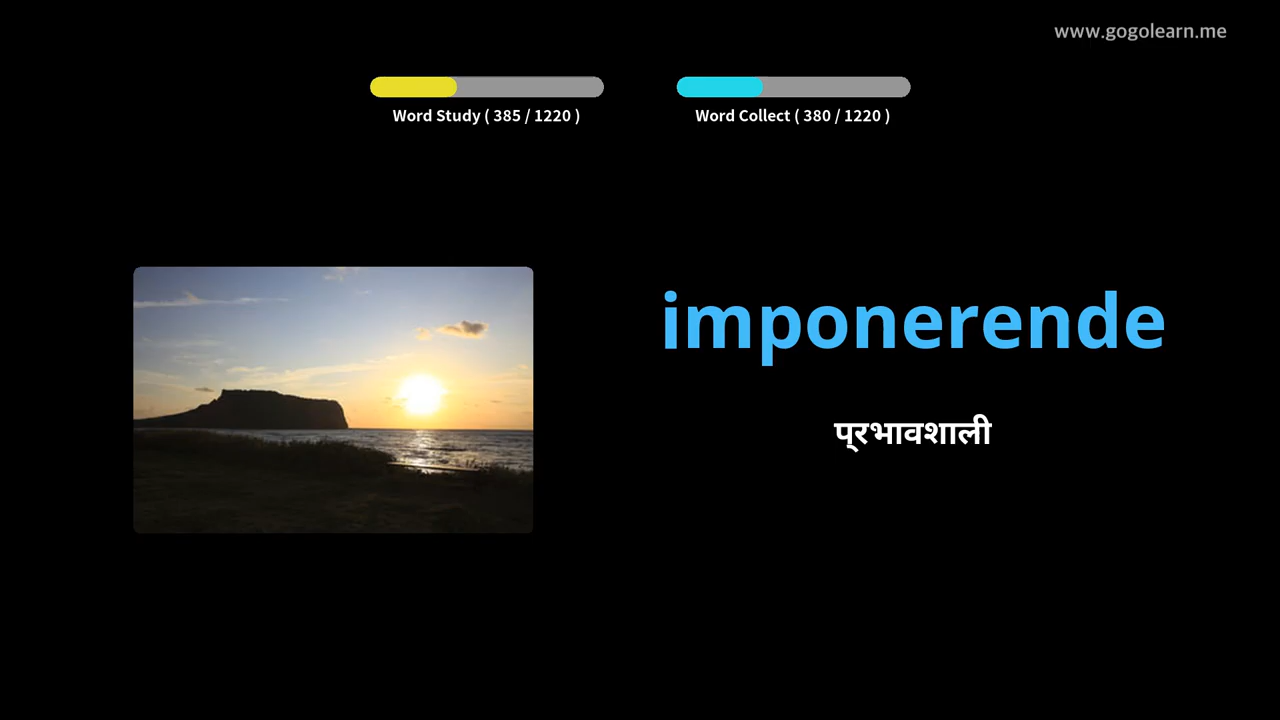 www.gogolearn.me
Word Study ( 385 / 1220 )
Word Collect ( 380 / 1220 )
imponerende
प्रभावशाली